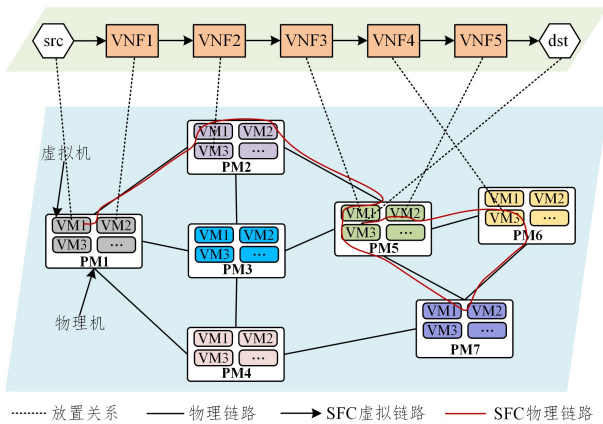 src VNF1 VNF2 VNF3 VNF4 VNF5 dst
虚拟机
VM1 VM2
VM3 ...
PM2
VM1 VM2
VM3 ...
PM1
VM1 VM2
VM3 ...
PM3
VM1 VM2
VM3 ...
PM5
VM1 VM2
VM3 ...
PM6
物理机
VM1 VM2
VM3 ...
PM4
VM1 VM2
VM3 ...
PM7
放置关系 物理链路 SFC虚拟链路 SFC物理链路